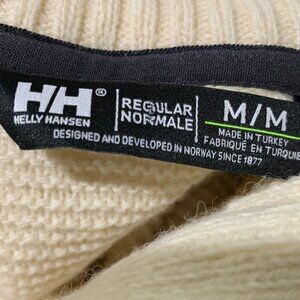 HH®
HELLY HANSEN
REGULAR
NORMALE
M/M
MADE IN TURKEY
FABRIQUÉ EN TURQUIE
DESIGNED AND DEVELOPED IN NORWAY SINCE 1877